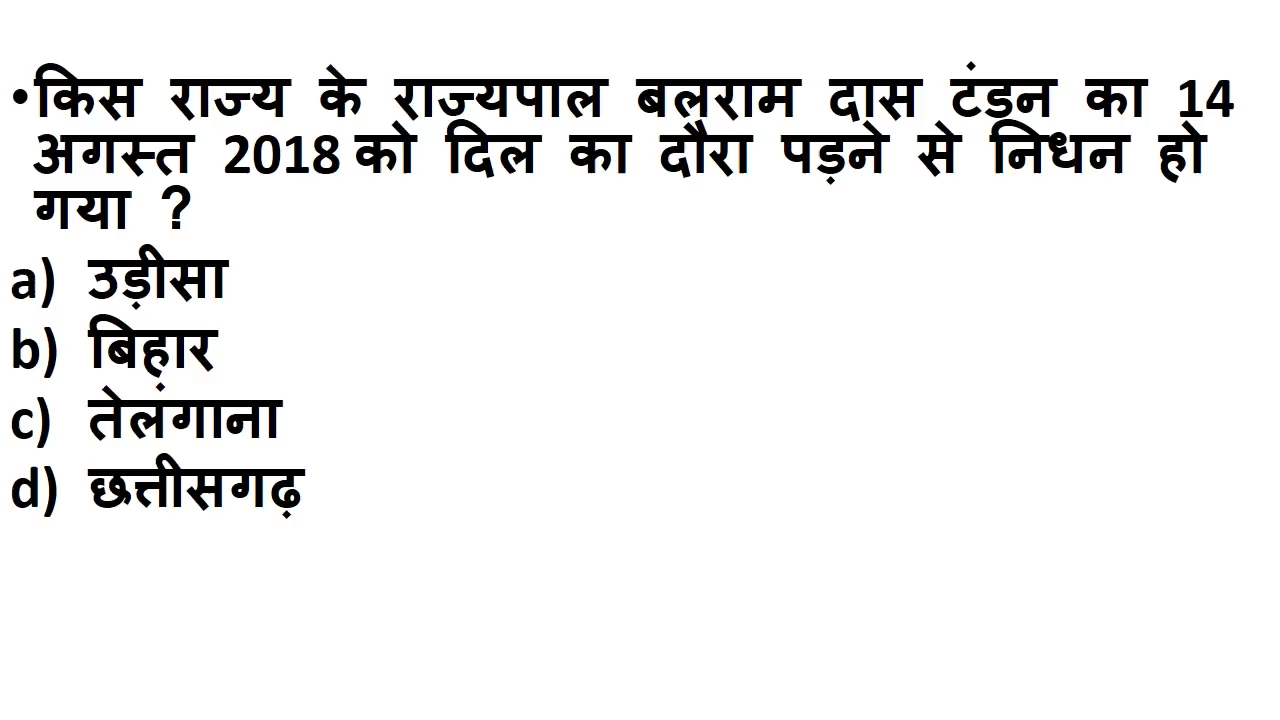 •किस राज्य के राज्यपाल बलराम दास टंडन का 14
अगस्त 2018 को दिल का दौरा पड़ने से निधन हो
गया ?
a) उड़ीसा
b) बिहार
c) तेलंगाना
d) छत्तीसगढ़